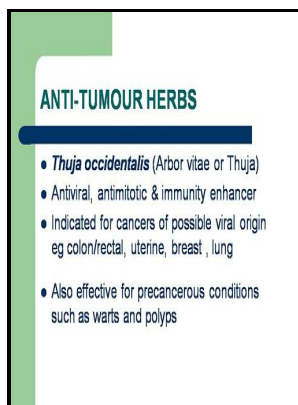 ANTI-TUMOUR HERBS
• Thuja occidentalis (Arbor vitae or Thuja)
• Antiviral, antimitotic & immunity enhancer
• Indicated for cancers of possible viral origin
eg colon/rectal, uterine, breast , lung
• Also effective for precancerous conditions
such as warts and polyps